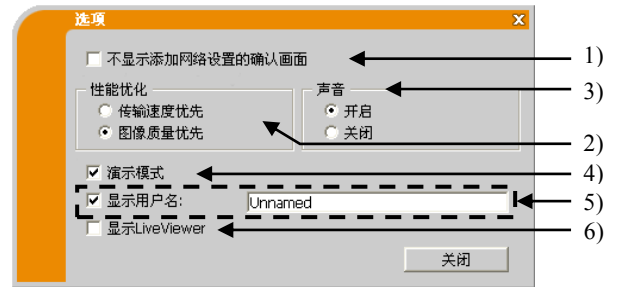 选项 X
不显示添加网络设置的确认画面 1)
性能优化 声音 3)
传输速度优先 开启
图像质量优先 关闭 2)
演示模式 4)
显示用户名: Unnamed 5)
显示LiveViewer 6)
关闭